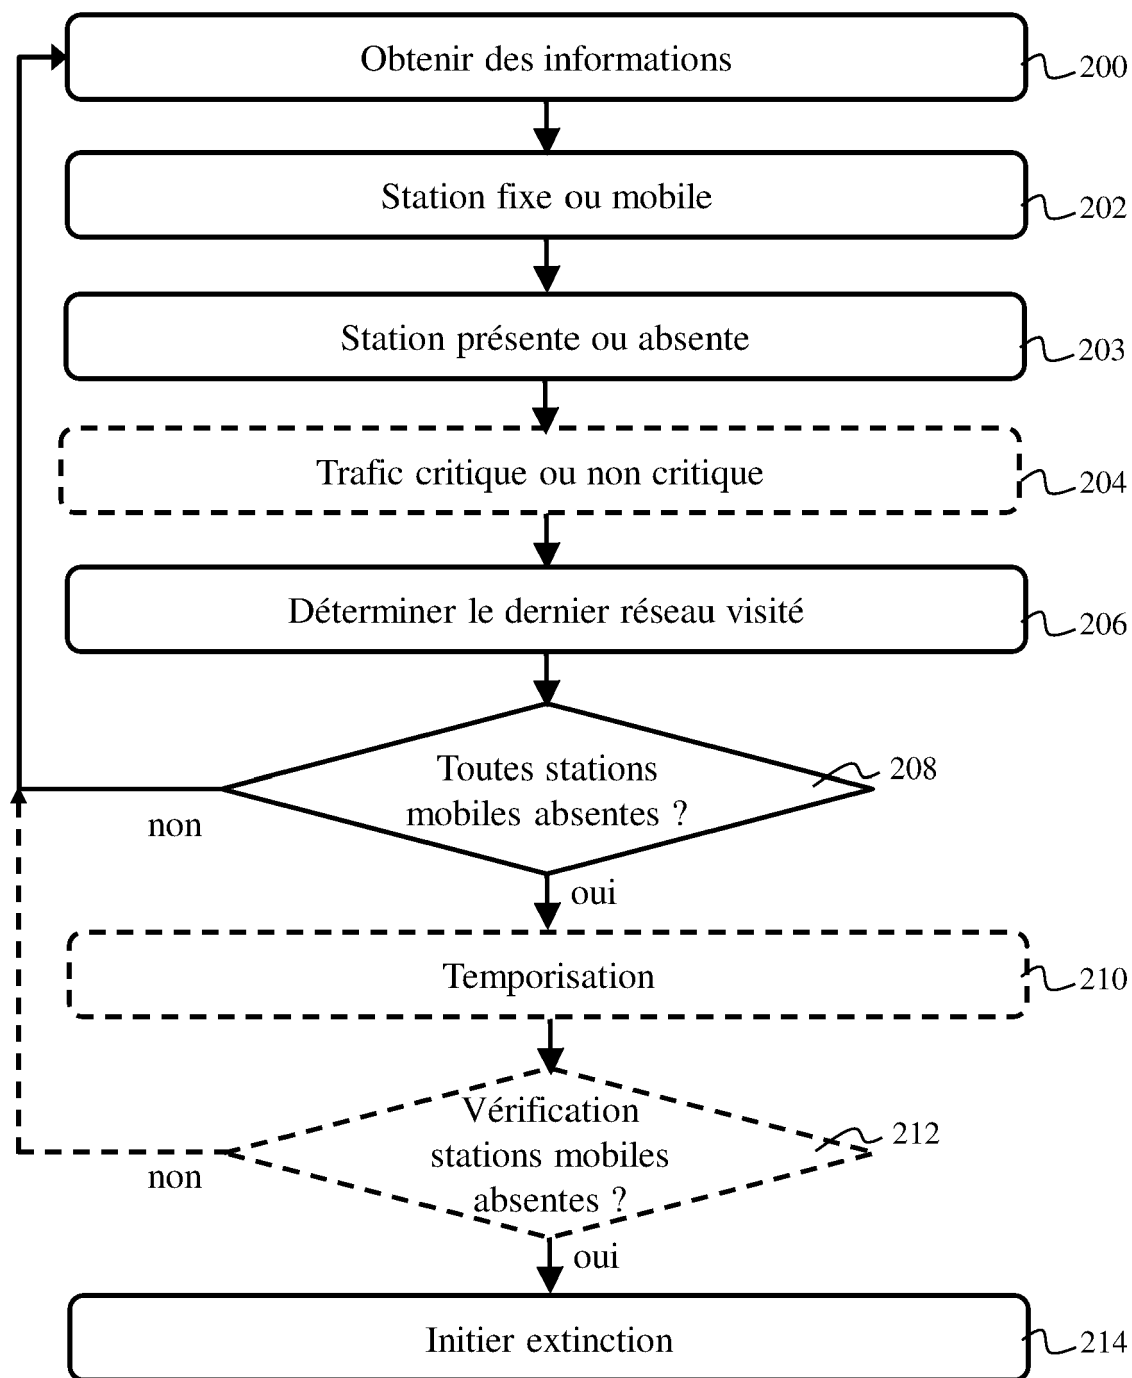 Obtenir des informations
200
Station fixe ou mobile
202
Station présente ou absente
203
Trafic critique ou non critique
204
Déterminer le dernier réseau visité
206
Toutes stations
mobiles absentes ?
208
non
oui
Temporisation
210
Vérification
stations mobiles
absentes ?
212
non
oui
Initier extinction
214